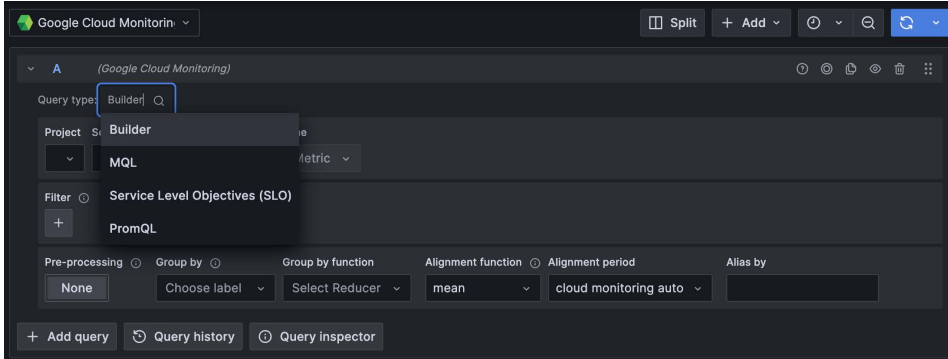 Google Cloud Monitorin
Split
Add
A
(Google Cloud Monitoring)
Query type:
Builder
Builder
MQL
Service Level Objectives (SLO)
PromQL
Project
Metric
Filter
Pre-processing
Group by
Group by function
Alignment function
Alignment period
Alias by
None
Choose label
Select Reducer
mean
cloud monitoring auto
+ Add query
Query history
Query inspector